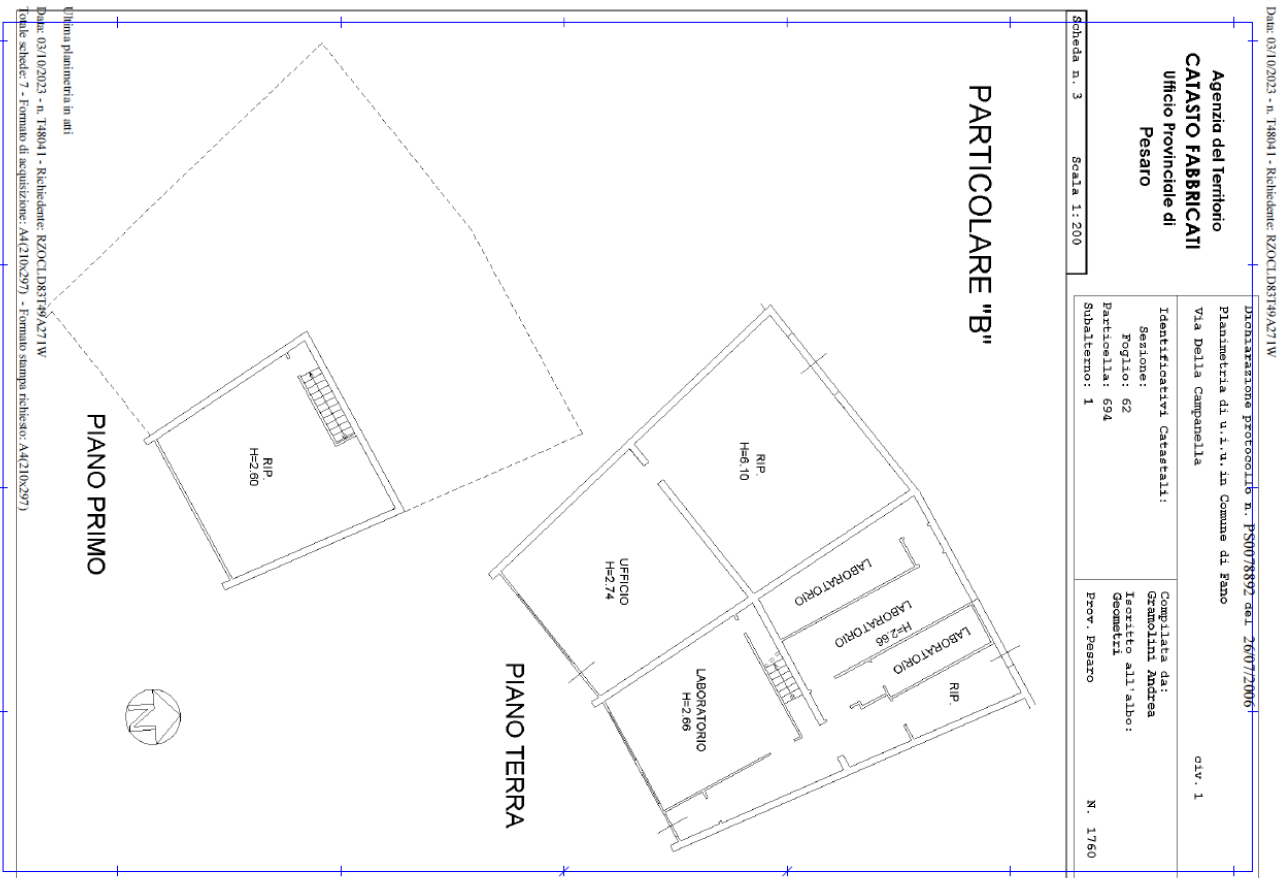 Data: 03/10/2023 - n. T48041 - Richiedente: RZOCLD83T49A271W
Agenzia del Territorio
CATASTO FABBRICATI
Ufficio Provinciale di
Pesaro
Dichiarazione protocollo n. PS0078892 del 26/07/2006
Planimetria di u.i.u. in Comune di Fano
Via Della Campanella
civ. 1
Identificativi Catastali:
Sezione:
Foglio: 62
Particella: 694
Subalterno: 1
Compilata da:
Gramolini Andrea
Iscritto all'albo:
Geometri
Prov. Pesaro
N. 1760
Scheda n. 3
Scala 1:200
PARTICOLARE "B"
RIP.
H=6.10
LABORATORIO
LABORATORIO
H=2.66
LABORATORIO
RIP.
UFFICIO
H=2.74
LABORATORIO
H=2.66
PIANO TERRA
RIP.
H=2.60
PIANO PRIMO
N
Ultima planimetria in atti
Data: 03/10/2023 - n. T48041 - Richiedente: RZOCLD83T49A271W
Totale schede: 7 - Formato di acquisizione: A4(210x297) - Formato stampa richiesto: A4(210x297)